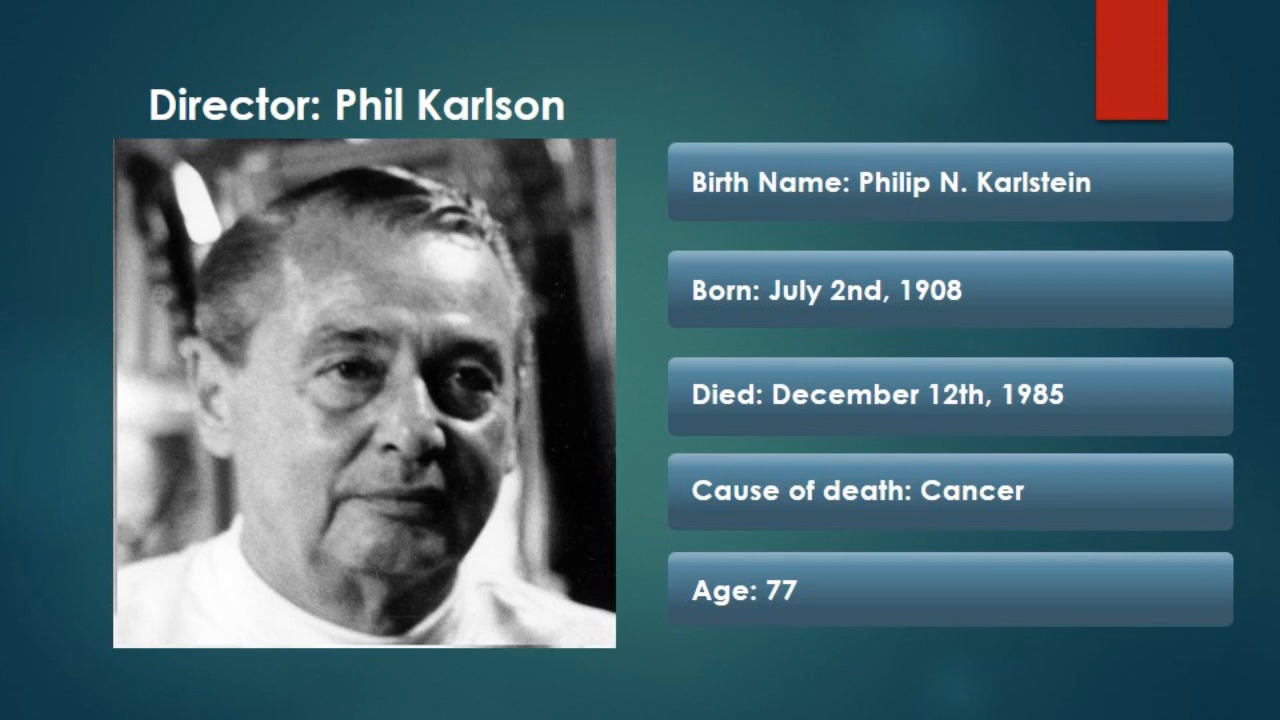 Director: Phil Karlson
Birth Name: Philip N. Karlstein
Born: July 2nd, 1908
Died: December 12th, 1985
Cause of death: Cancer
Age: 77